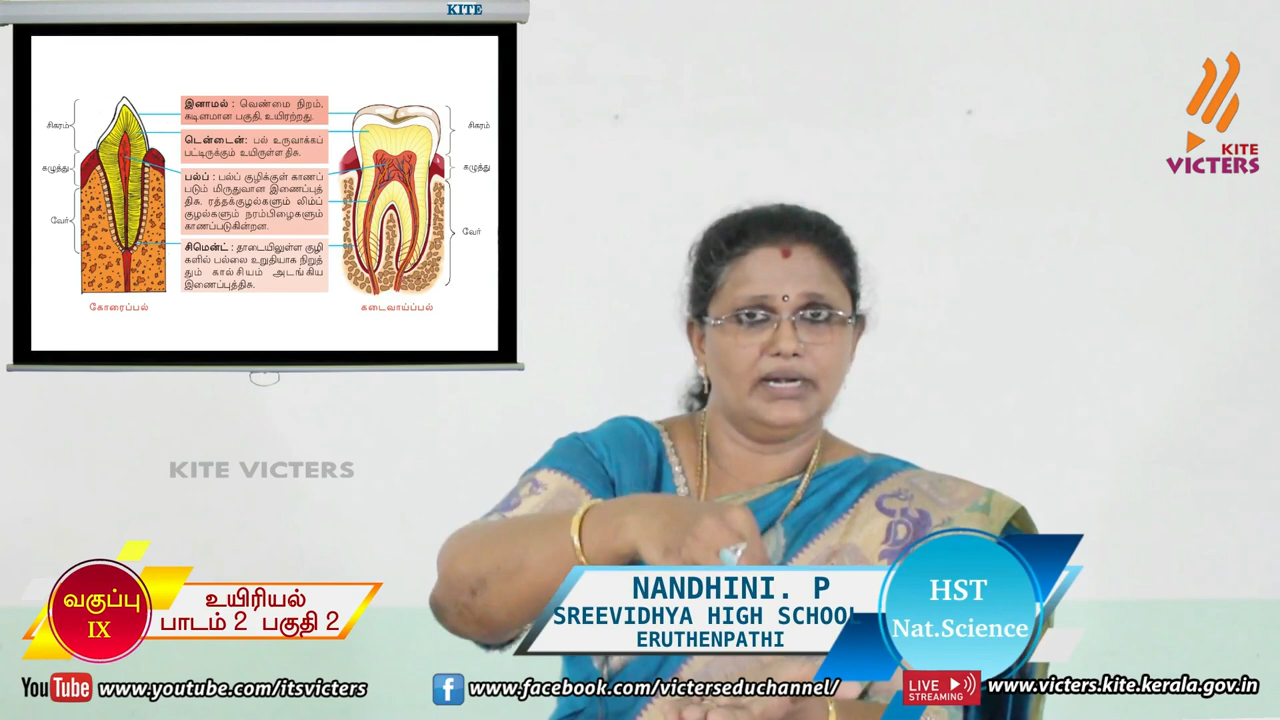 KITE
இனாமல் : வெண்மை நிறம்,
கடினமான பகுதி, உயிரற்றது.
டென்டைன்: பல் உருவாக்கப்
பட்டிருக்கும் உயிருள்ள திசு.
பல்ப் : பல்ப் குழிக்குள் காணப்
படும் மிருதுவான இணைப்புத்
திசு. ரத்தக்குழல்களும் லிம்ப்
குழல்களும் நரம்பிழைகளும்
காணப்படுகின்றன.
சிமெண்ட் : தாடையிலுள்ள குழி
களில் பல்லை உறுதியாக நிறுத்
தும் கால்சியம் அடங்கிய
இணைப்புத்திசு.
சிகரம்
கழுத்து
வேர்
சிகரம்
கழுத்து
வேர்
கோரைப்பல்
கடைவாய்ப்பல்
KITE
VICTERS
KITE VICTERS
வகுப்பு
IX
உயிரியல்
பாடம் 2 பகுதி 2
NANDHINI. P
SREEVIDHYA HIGH SCHOOL
ERUTHENPATHI
HST
Nat.Science
YouTube www.youtube.com/itsvicters
f www.facebook.com/victerseduchannel/
LIVE
STREAMING
www.victers.kite.kerala.gov.in